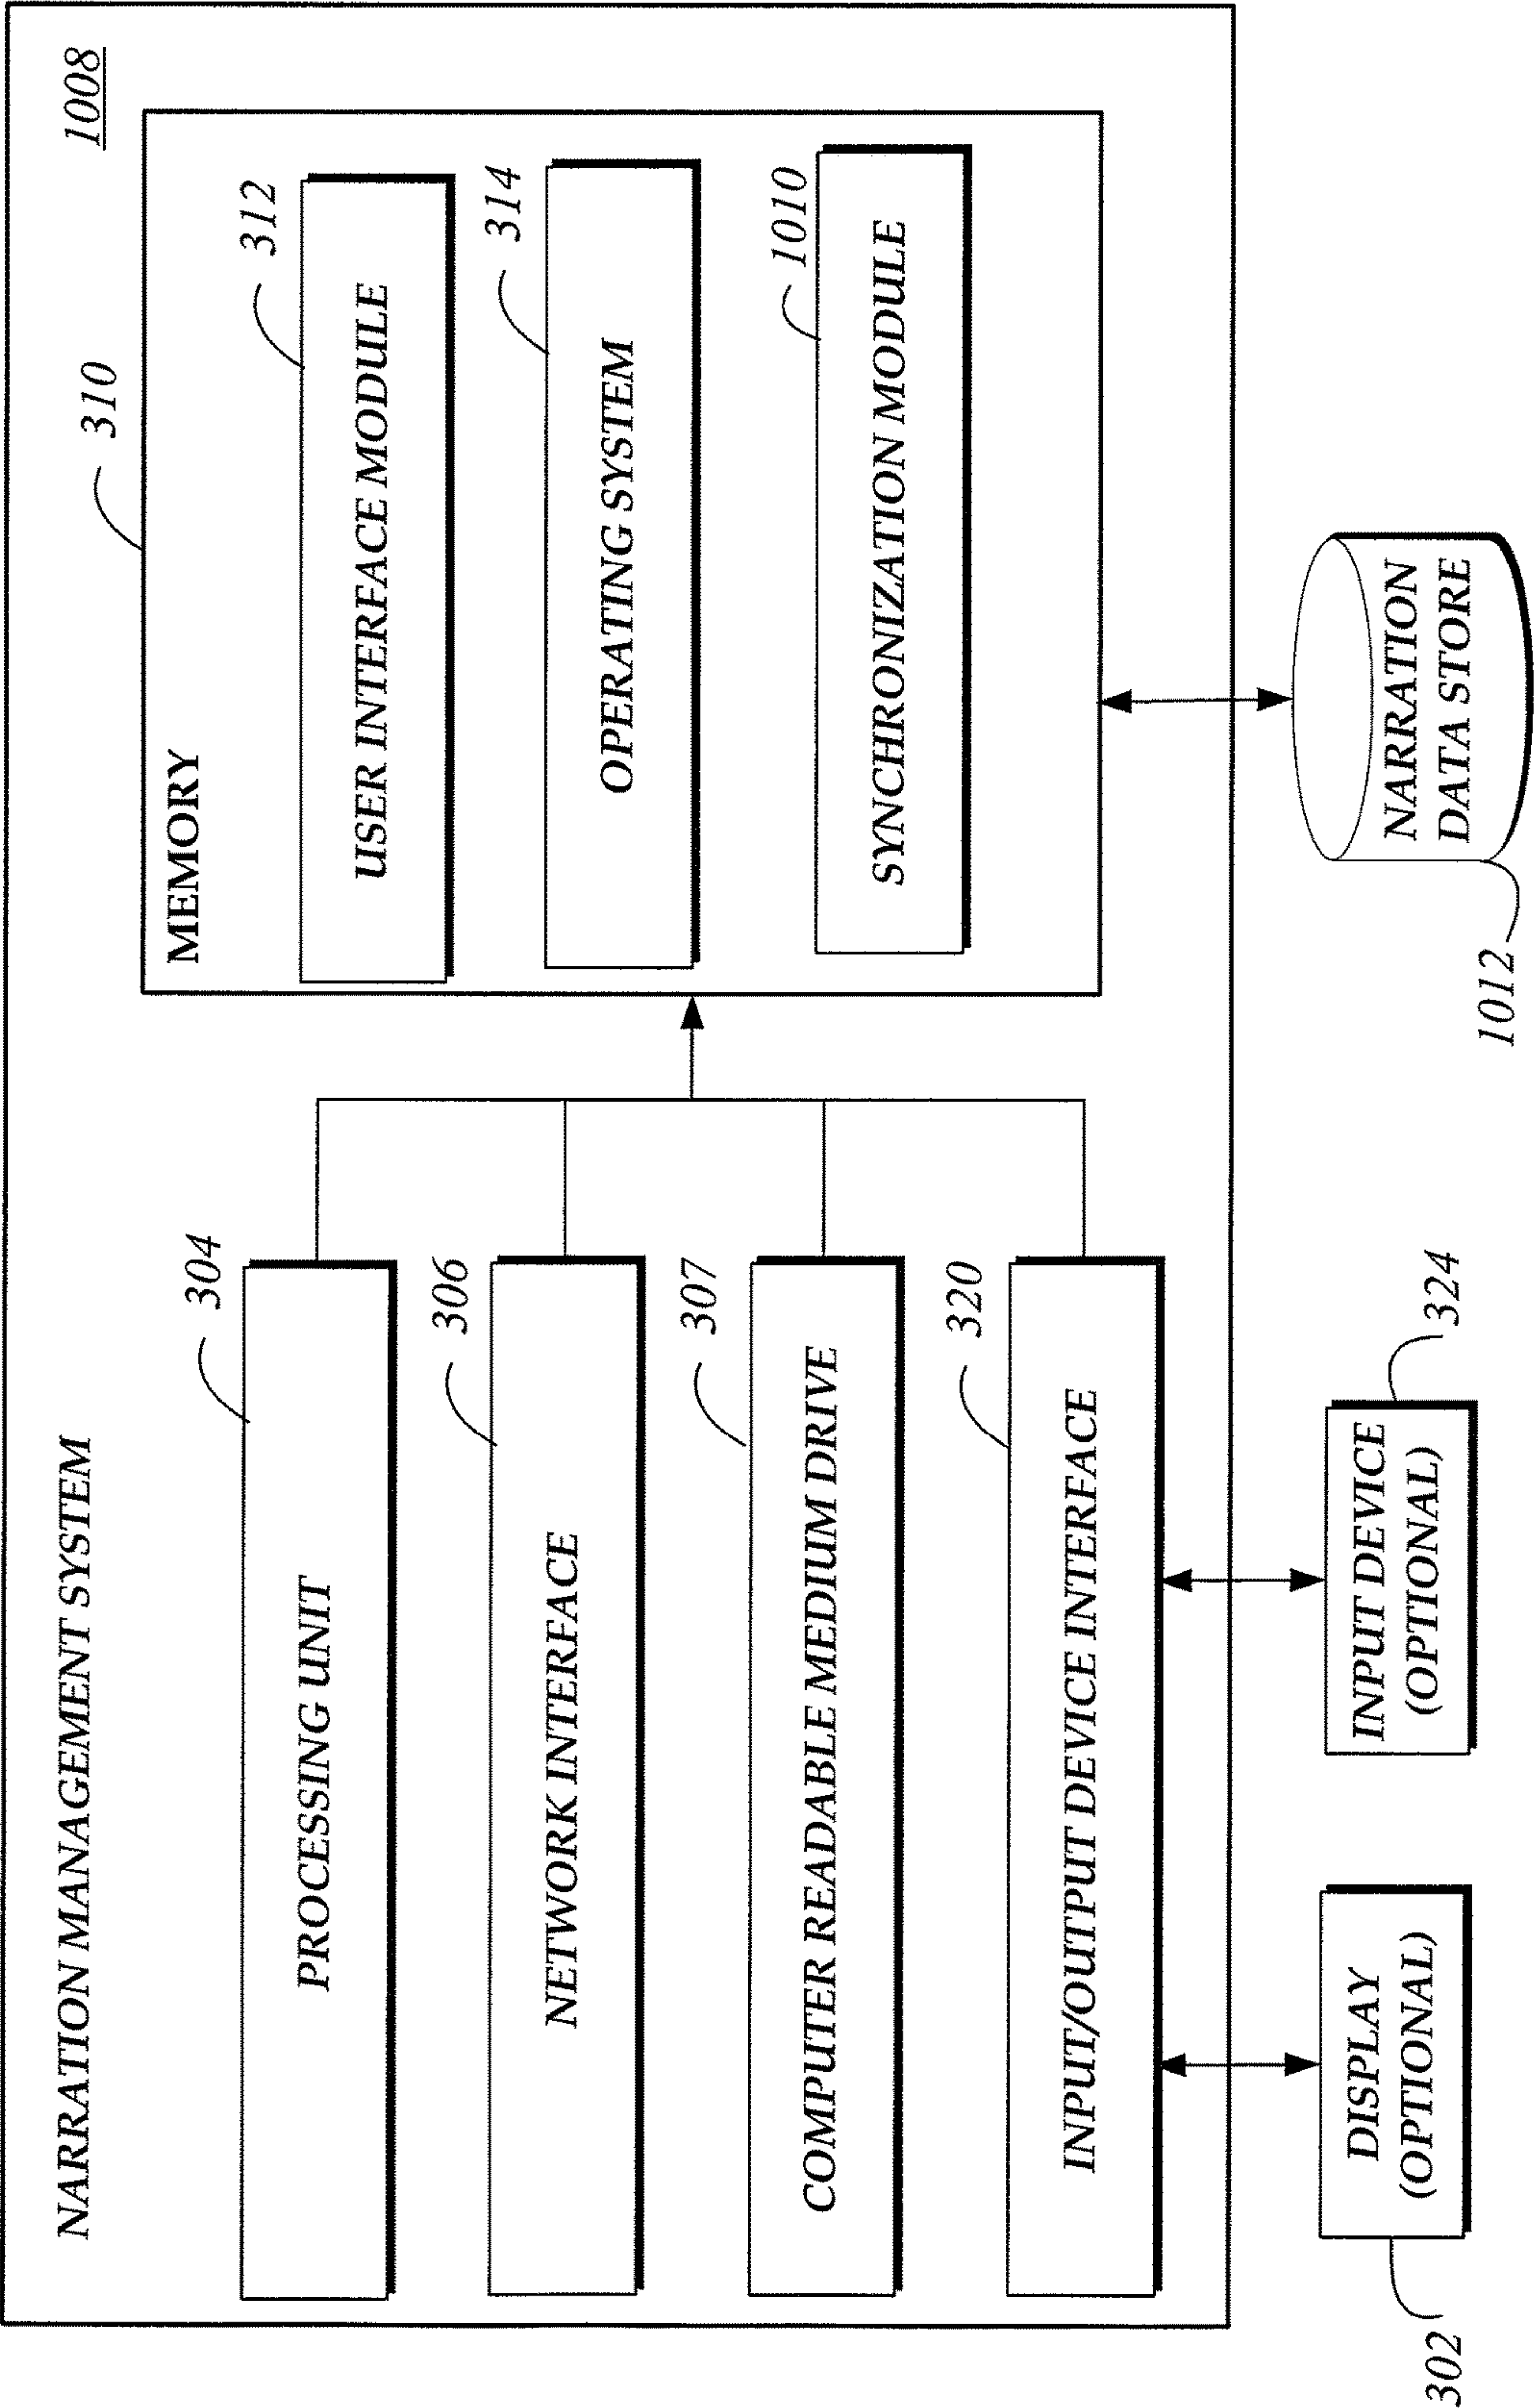 NARRATION MANAGEMENT SYSTEM
1008
304
PROCESSING UNIT
306
NETWORK INTERFACE
307
COMPUTER READABLE MEDIUM DRIVE
320
INPUT/OUTPUT DEVICE INTERFACE
310
MEMORY
312
USER INTERFACE MODULE
314
OPERATING SYSTEM
1010
SYNCHRONIZATION MODULE
302
DISPLAY
(OPTIONAL)
324
INPUT DEVICE
(OPTIONAL)
1012
NARRATION
DATA STORE